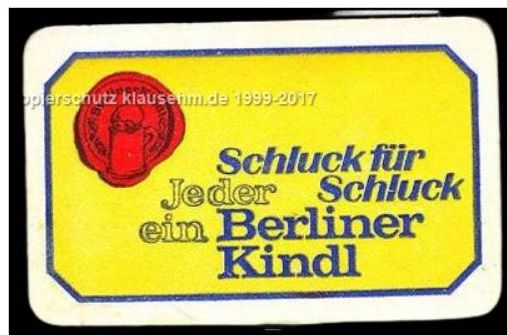 opierschutz klausehm.de 1999-2017
Schluck für
Jeder Schluck
ein Berliner
Kindl